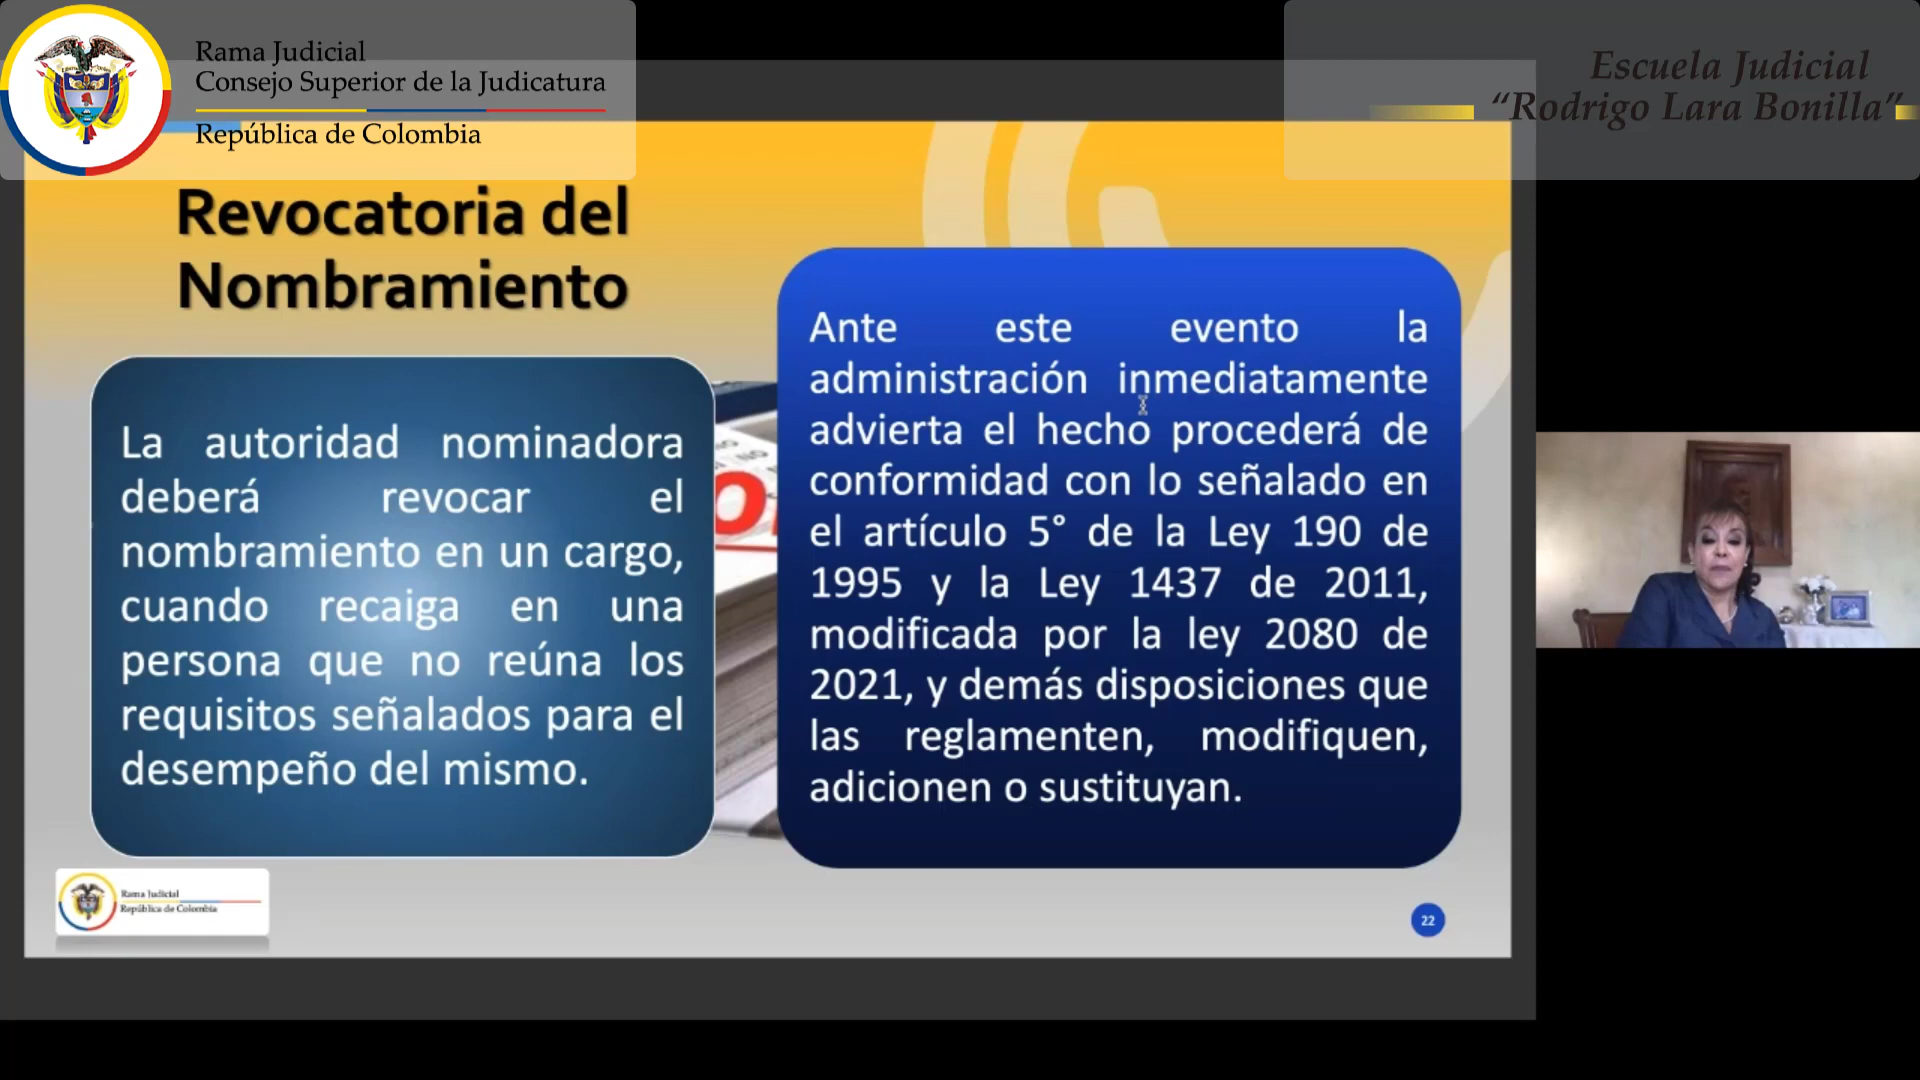 Rama Judicial
Consejo Superior de la Judicatura
República de Colombia
Escuela Judicial
“Rodrigo Lara Bonilla”
Revocatoria del
Nombramiento
La autoridad nominadora
deberá revocar el
nombramiento en un cargo,
cuando recaiga en una
persona que no reúna los
requisitos señalados para el
desempeño del mismo.
Ante este evento la
administración inmediatamente
advierta el hecho procederá de
conformidad con lo señalado en
el artículo 5° de la Ley 190 de
1995 y la Ley 1437 de 2011,
modificada por la ley 2080 de
2021, y demás disposiciones que
las reglamenten, modifiquen,
adicionen o sustituyan.
Rama Judicial
República de Colombia
22